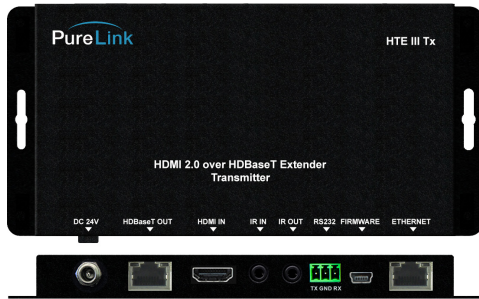 PureLink
HTE III Tx
HDMI 2.0 over HDBaseT Extender
Transmitter
DC 24V HDBaseT OUT HDMI IN IR IN IR OUT RS232 FIRMWARE ETHERNET
TX GND RX